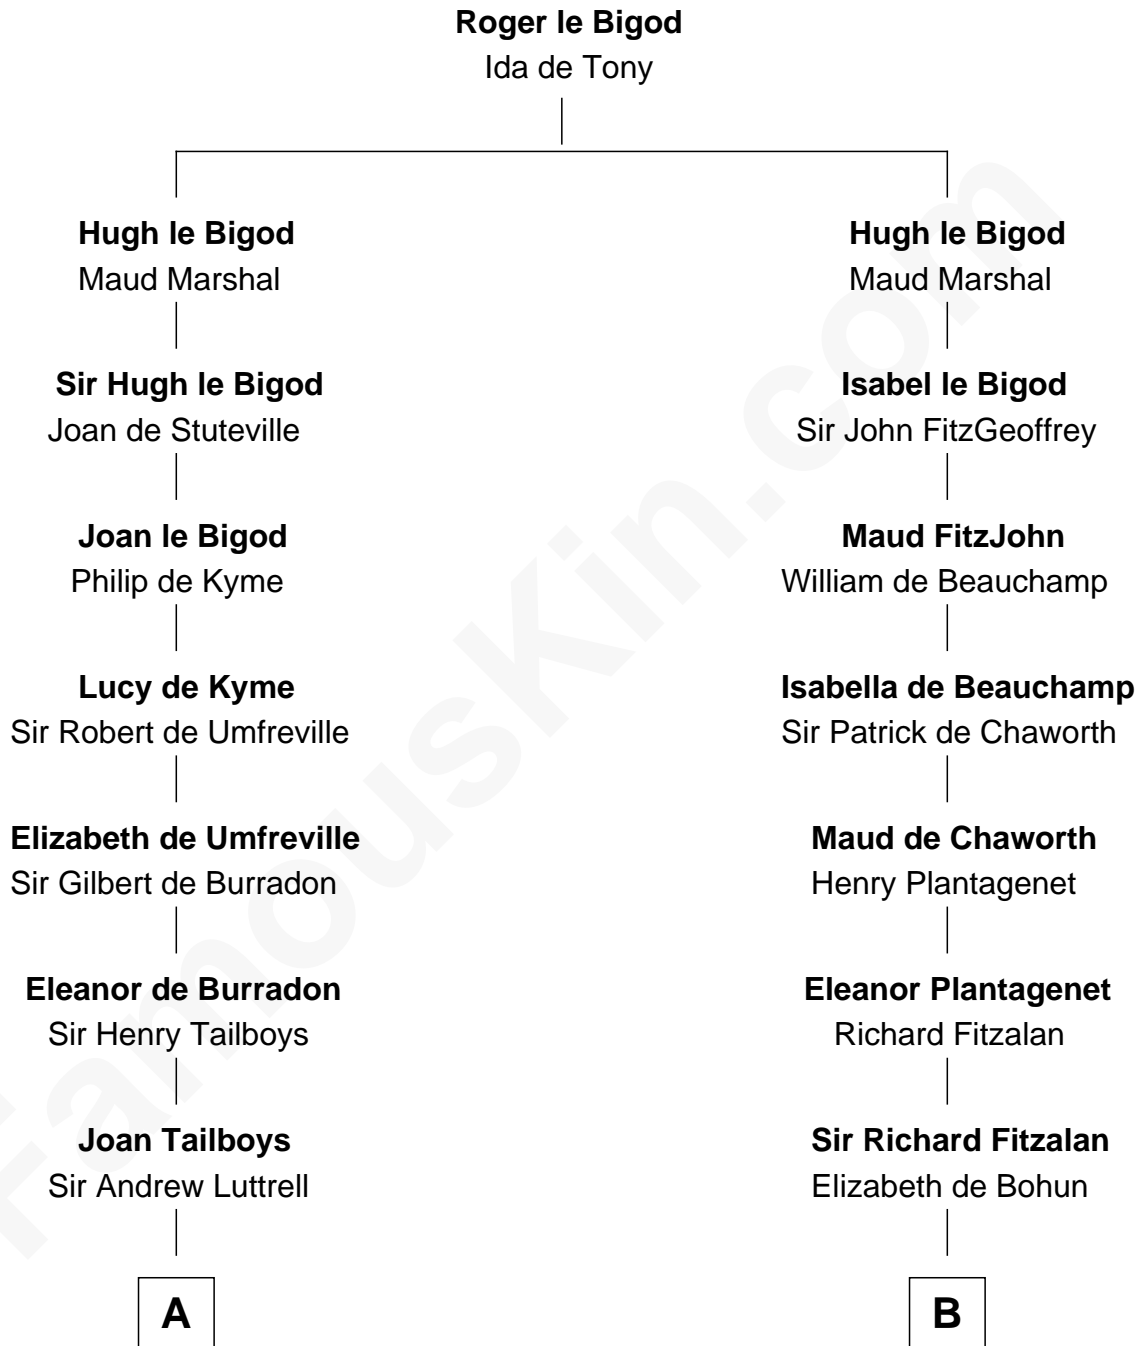 Roger le Bigod
Ida de Tony
Hugh le Bigod
Maud Marshal
Sir Hugh le Bigod
Joan de Stuteville
Joan le Bigod
Philip de Kyme
Lucy de Kyme
Sir Robert de Umfreville
Elizabeth de Umfreville
Sir Gilbert de Burradon
Eleanor de Burradon
Sir Henry Tailboys
Joan Tailboys
Sir Andrew Luttrell
A
Hugh le Bigod
Maud Marshal
Isabel le Bigod
Sir John FitzGeoffrey
Maud FitzJohn
William de Beauchamp
Isabella de Beauchamp
Sir Patrick de Chaworth
Maud de Chaworth
Henry Plantagenet
Eleanor Plantagenet
Richard Fitzalan
Sir Richard Fitzalan
Elizabeth de Bohun
B
FamousKin.com